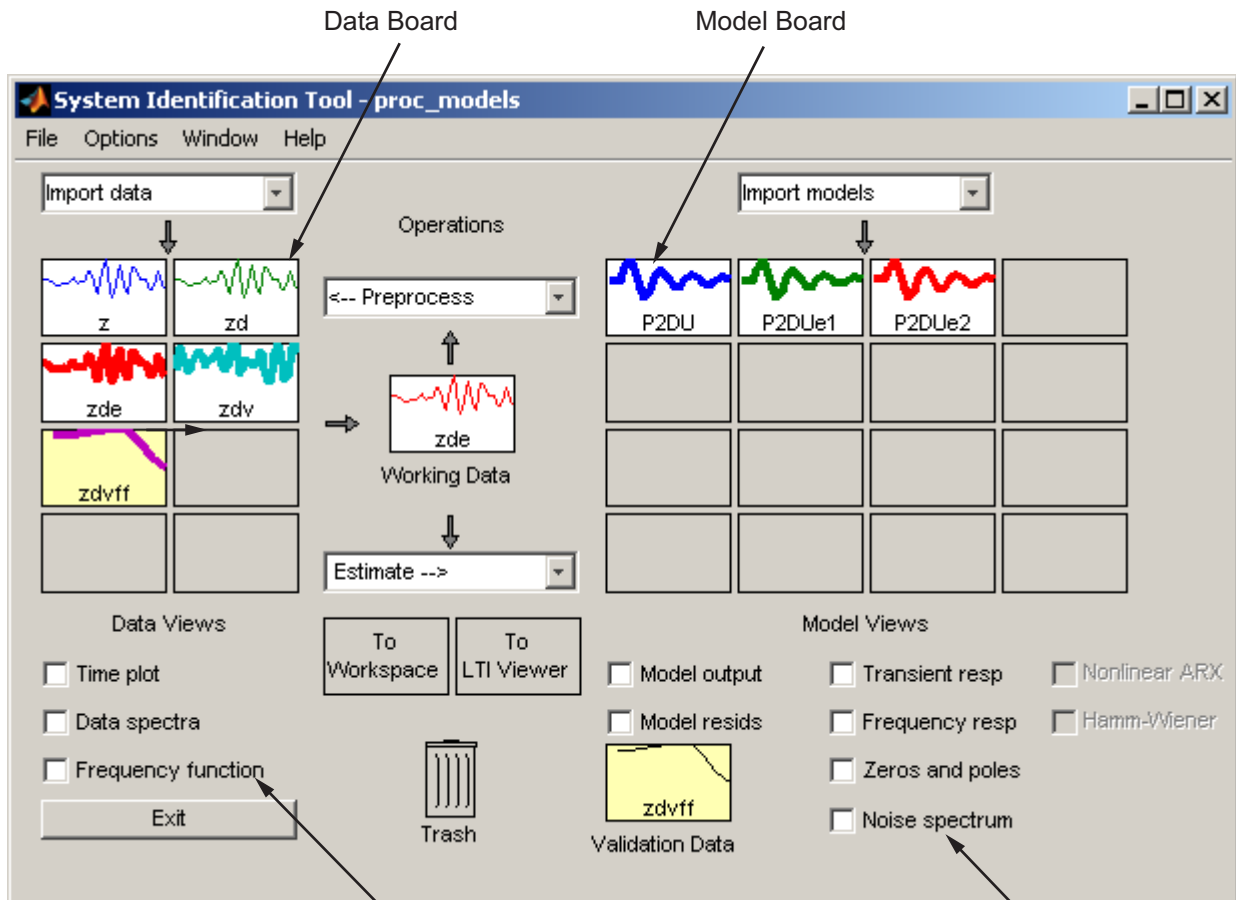 Data Board
Model Board
System Identification Tool - proc_models
File Options Window Help
Import data
Import models
Operations
z
zd
<-- Preprocess
P2DU
P2DUe1
P2DUe2
zde
zdv
zde
Working Data
zdvff
Estimate -->
Data Views
Model Views
To Workspace
To LTI Viewer
Time plot
Model output
Transient resp
Nonlinear ARX
Data spectra
Model resids
Frequency resp
Hamm-Wiener
Frequency function
Zeros and poles
Exit
Trash
zdvff
Validation Data
Noise spectrum